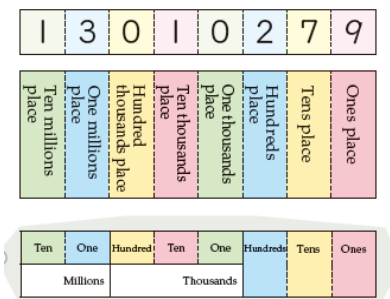 1 3 0 1 0 2 7 9
Ten millions
place
One millions
place
Hundred
thousands place
Ten thousands
place
One thousands
place
Hundreds
place
Tens place
Ones place
Ten One Hundred Ten One Hundreds Tens Ones
Millions Thousands